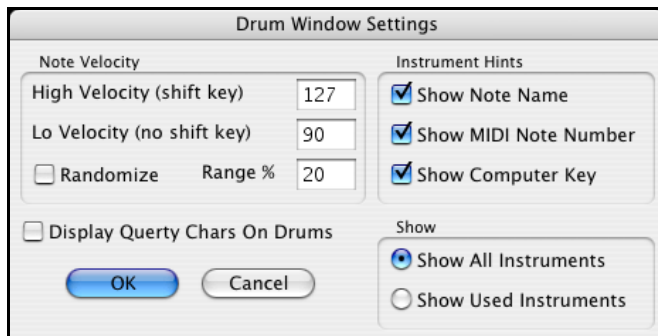 Drum Window Settings
Note Velocity
High Velocity (shift key) 127
Lo Velocity (no shift key) 90
Randomize Range % 20
Display Querty Chars On Drums
OK Cancel
Instrument Hints
Show Note Name
Show MIDI Note Number
Show Computer Key
Show
Show All Instruments
Show Used Instruments